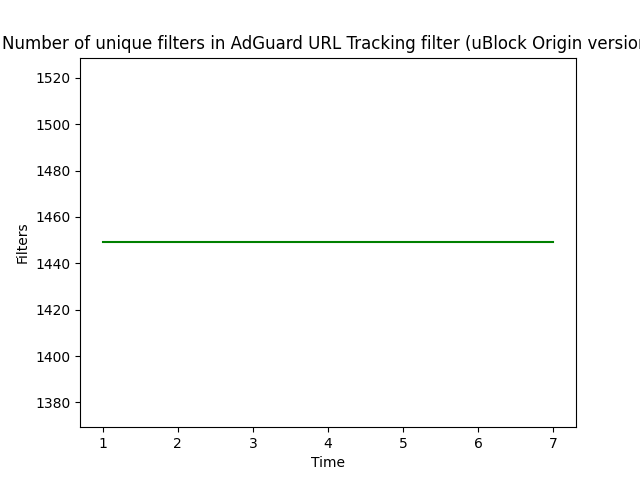 Number of unique filters in AdGuard URL Tracking filter (uBlock Origin version
1520
1500
1480
1460
1440
1420
1400
1380
Filters
1 2 3 4 5 6 7
Time